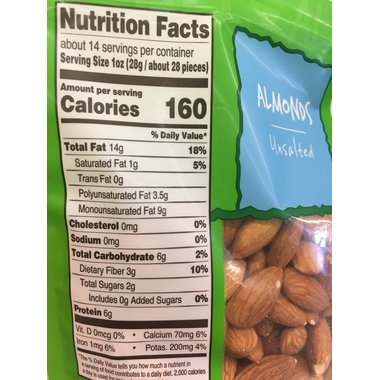 Nutrition Facts
about 14 servings per container
Serving Size 1oz (28g / about 28 pieces)
Amount per serving
Calories 160
% Daily Value*
Total Fat 14g 18%
Saturated Fat 1g 5%
Trans Fat 0g
Polyunsaturated Fat 3.5g
Monounsaturated Fat 9g
Cholesterol 0mg 0%
Sodium 0mg 0%
Total Carbohydrate 6g 2%
Dietary Fiber 3g 10%
Total Sugars 2g
Includes 0g Added Sugars 0%
Protein 6g
Vit. D 0mcg 0% • Calcium 70mg 6%
Iron 1mg 6% • Potas. 200mg 4%
*The % Daily Value tells you how much a nutrient in
a serving of food contributes to a daily diet. 2,000 calories
a day is used for
ALMONDS
Unsalted